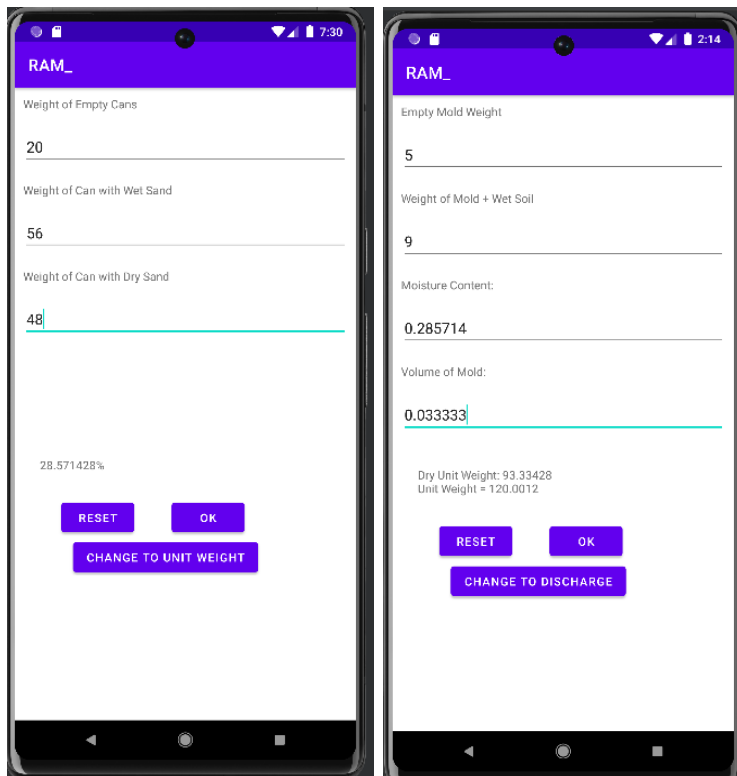 7:30
RAM_
Weight of Empty Cans
20
Weight of Can with Wet Sand
56
Weight of Can with Dry Sand
48
28.571428%
RESET OK
CHANGE TO UNIT WEIGHT
2:14
RAM_
Empty Mold Weight
5
Weight of Mold + Wet Soil
9
Moisture Content:
0.285714
Volume of Mold:
0.033333
Dry Unit Weight: 93.33428
Unit Weight = 120.0012
RESET OK
CHANGE TO DISCHARGE